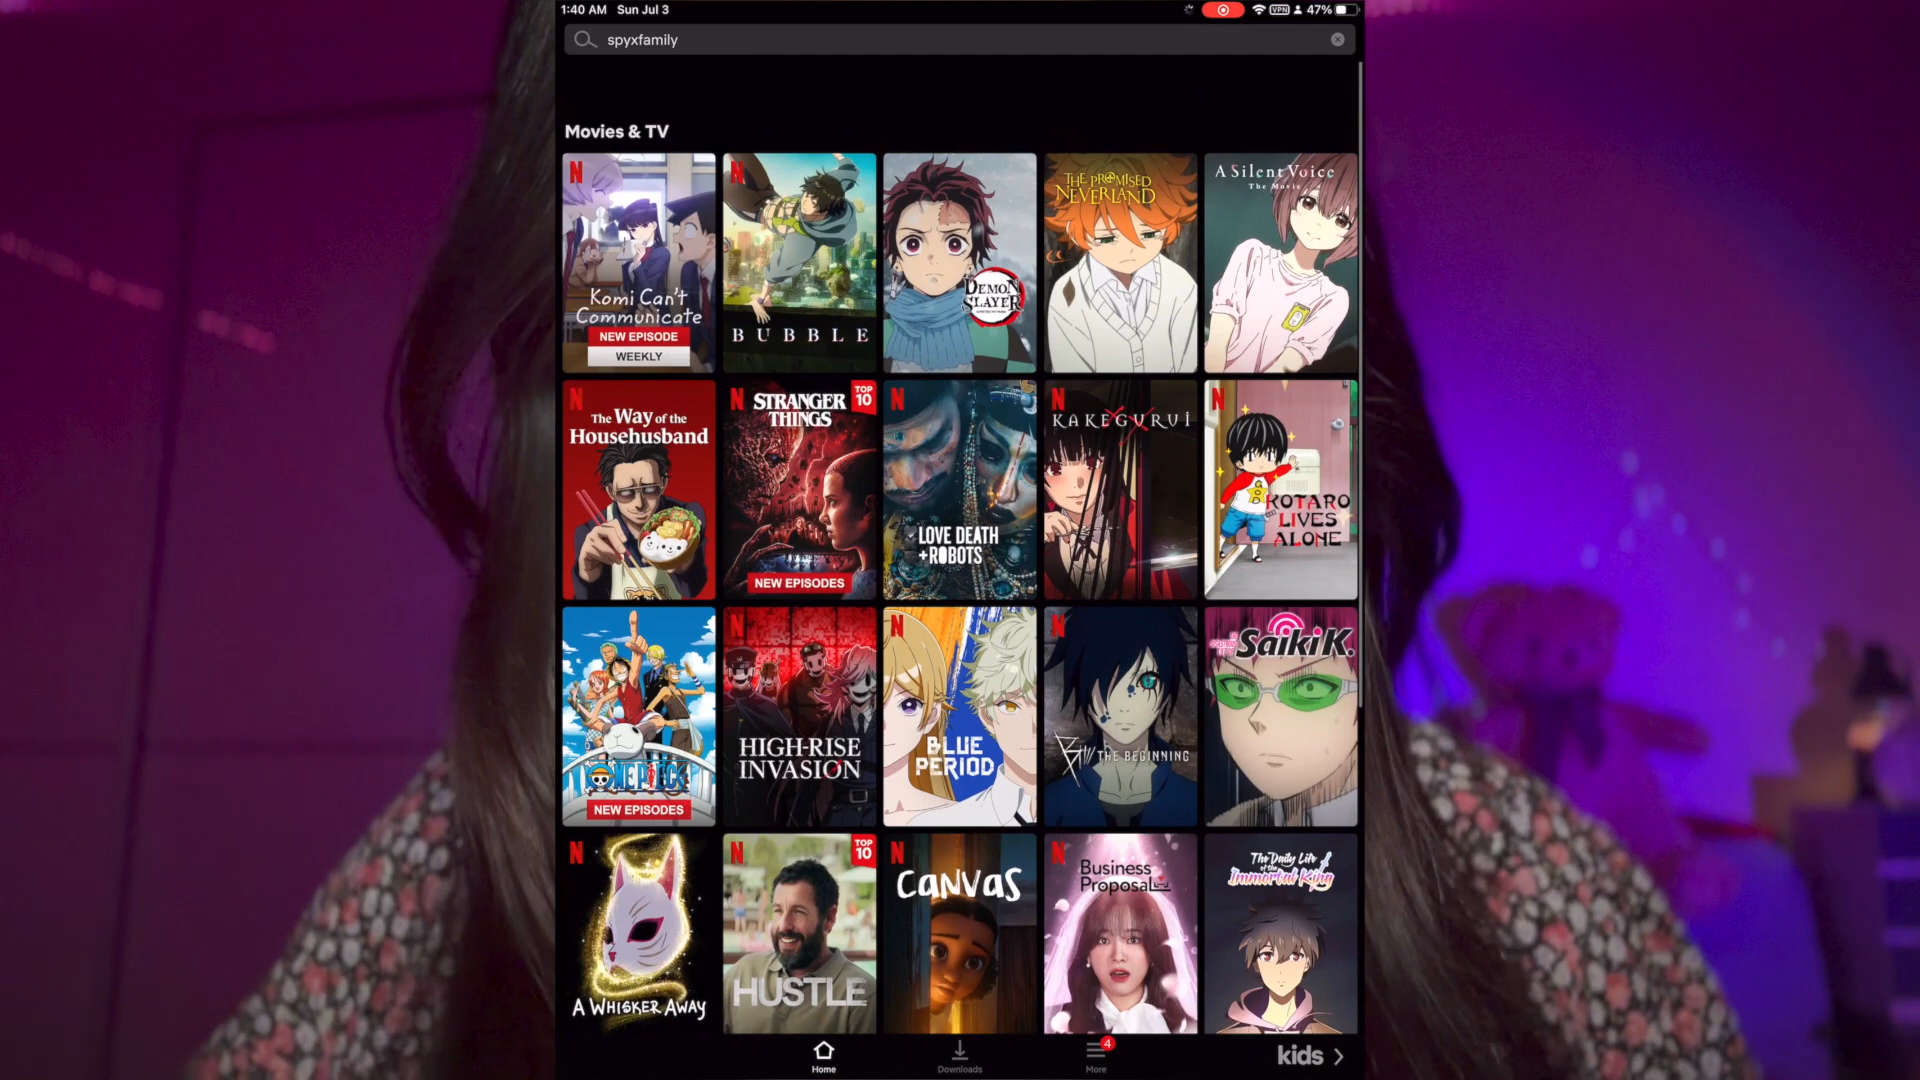 1:40 AM Sun Jul 3
VPN 47%
spyxfamily
Movies & TV
N
Komi Can't
Communicate
NEW EPISODE
WEEKLY
N
BUBBLE
DEMON
SLAYER
THE PROMISED
NEVERLAND
A Silent Voice
The Movie
N
The Way of the
Househusband
N
STRANGER
THINGS
TOP
10
NEW EPISODES
N
LOVE DEATH
+ROBOTS
N
KAKEGURUI
N
KOTARO
LIVES
ALONE
ONE PIECE
NEW EPISODES
N
HIGH-RISE
INVASION
N
BLUE
PERIOD
N
B
THE BEGINNING
Saiki K.
N
A WHISKER AWAY
N
TOP
10
HUSTLE
N
CANVAS
N
Business
Proposal
The Daily Life
of the
Immortal King
Home
Downloads
4
More
kids